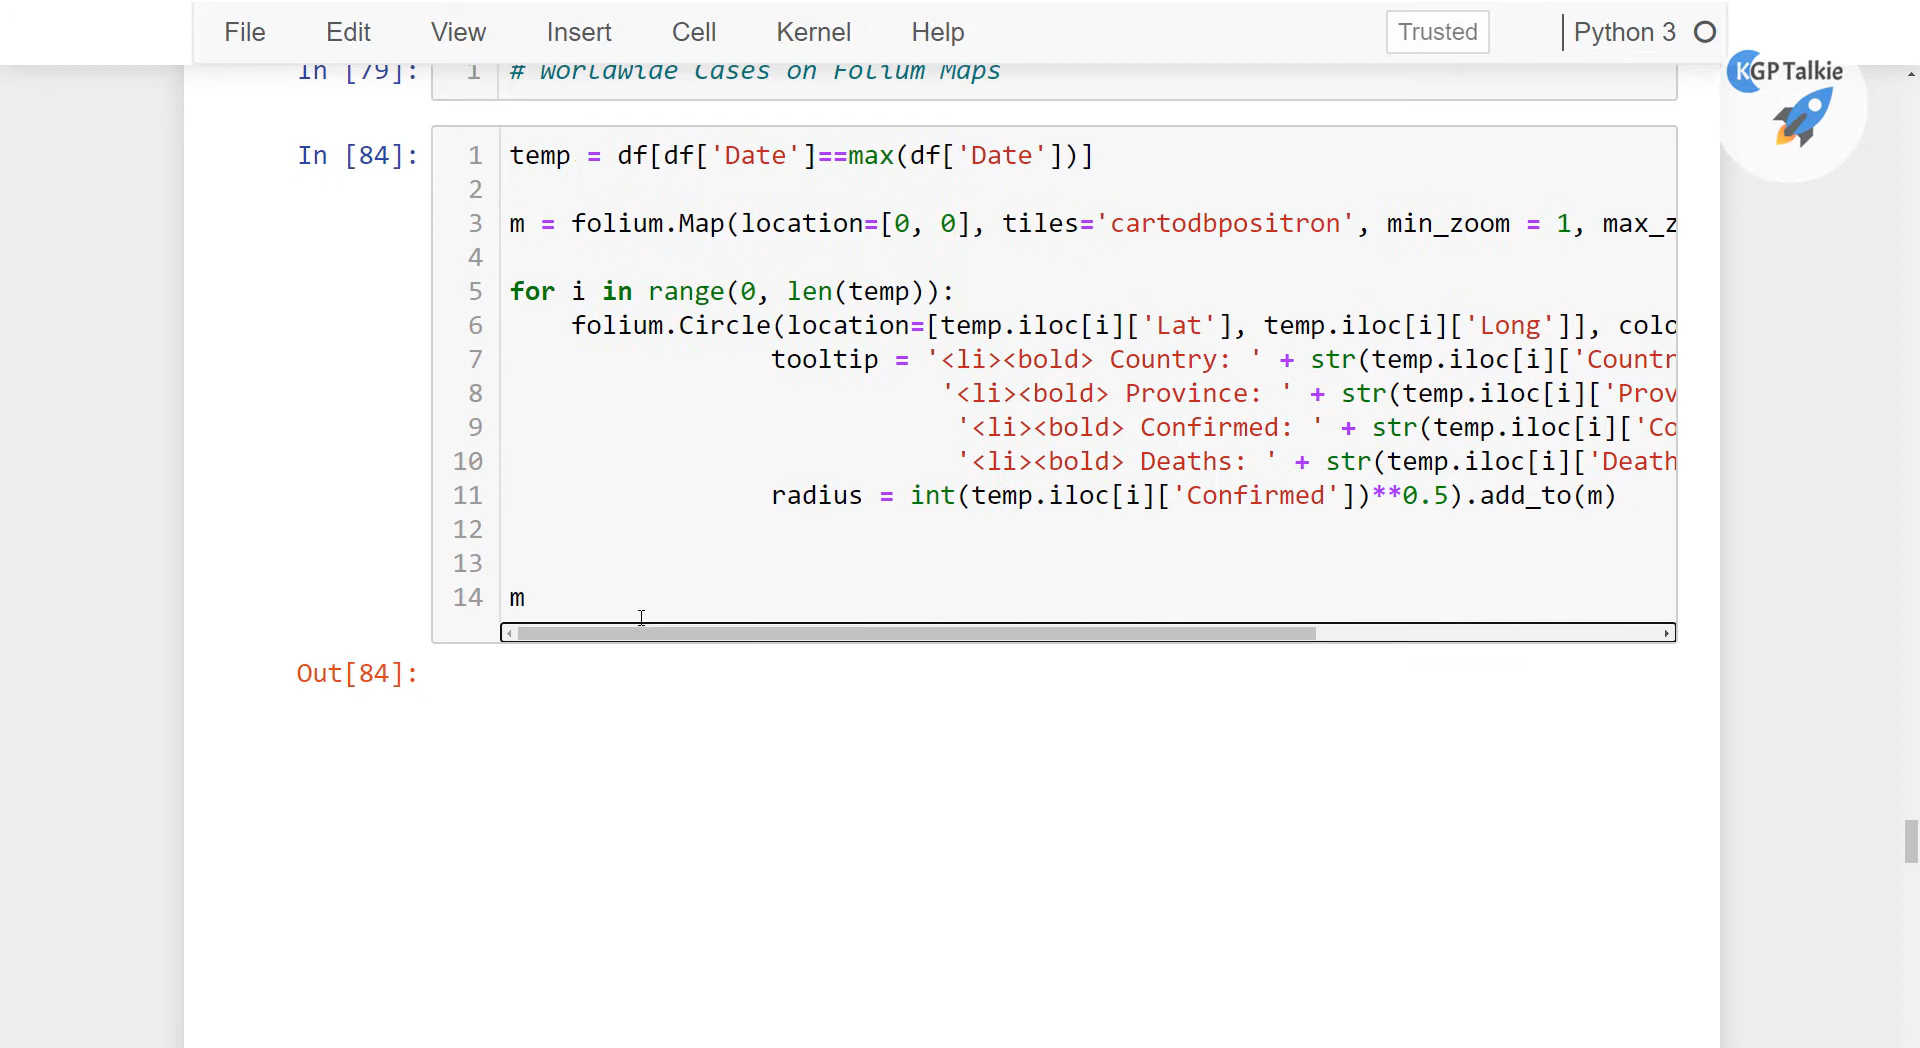 File Edit View Insert Cell Kernel Help Trusted Python 3
KGP Talkie
In [79]: 1 # Worldwide Cases on Folium Maps
In [84]: 1 temp = df[df['Date']==max(df['Date'])]
2
3 m = folium.Map(location=[0, 0], tiles='cartodbpositron', min_zoom = 1, max_z
4
5 for i in range(0, len(temp)):
6 folium.Circle(location=[temp.iloc[i]['Lat'], temp.iloc[i]['Long']], colo
7 tooltip = '<li><bold> Country: ' + str(temp.iloc[i]['Countr
8 '<li><bold> Province: ' + str(temp.iloc[i]['Prov
9 '<li><bold> Confirmed: ' + str(temp.iloc[i]['Co
10 '<li><bold> Deaths: ' + str(temp.iloc[i]['Death
11 radius = int(temp.iloc[i]['Confirmed'])**0.5).add_to(m)
12
13
14 m
Out[84]: